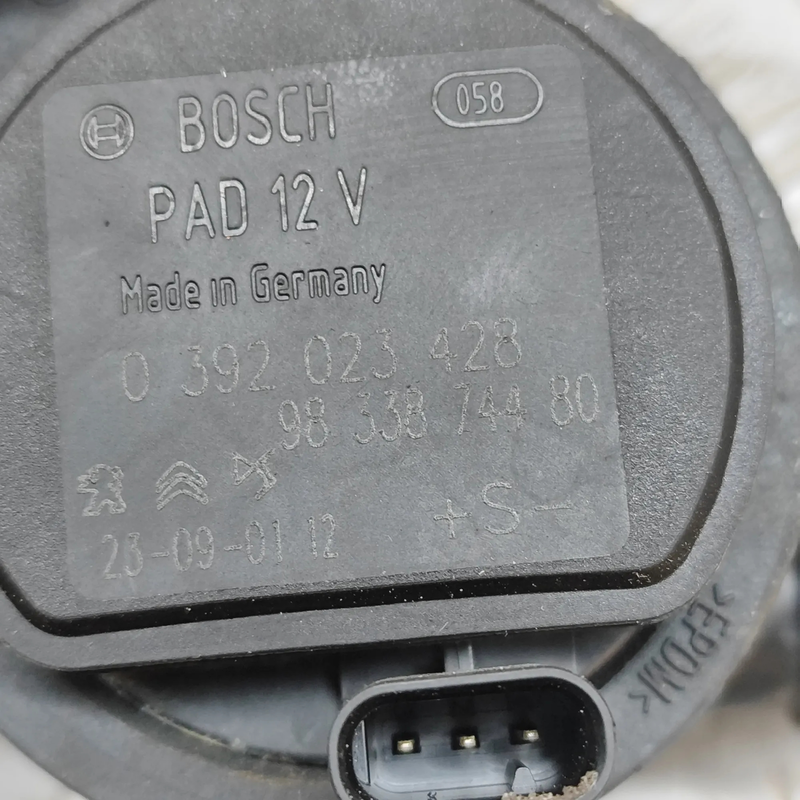 BOSCH
058
PAD 12 V
Made in Germany
0 392 023 428
98 338 744 80
23-09-01 12
+ S -
>EPDM<